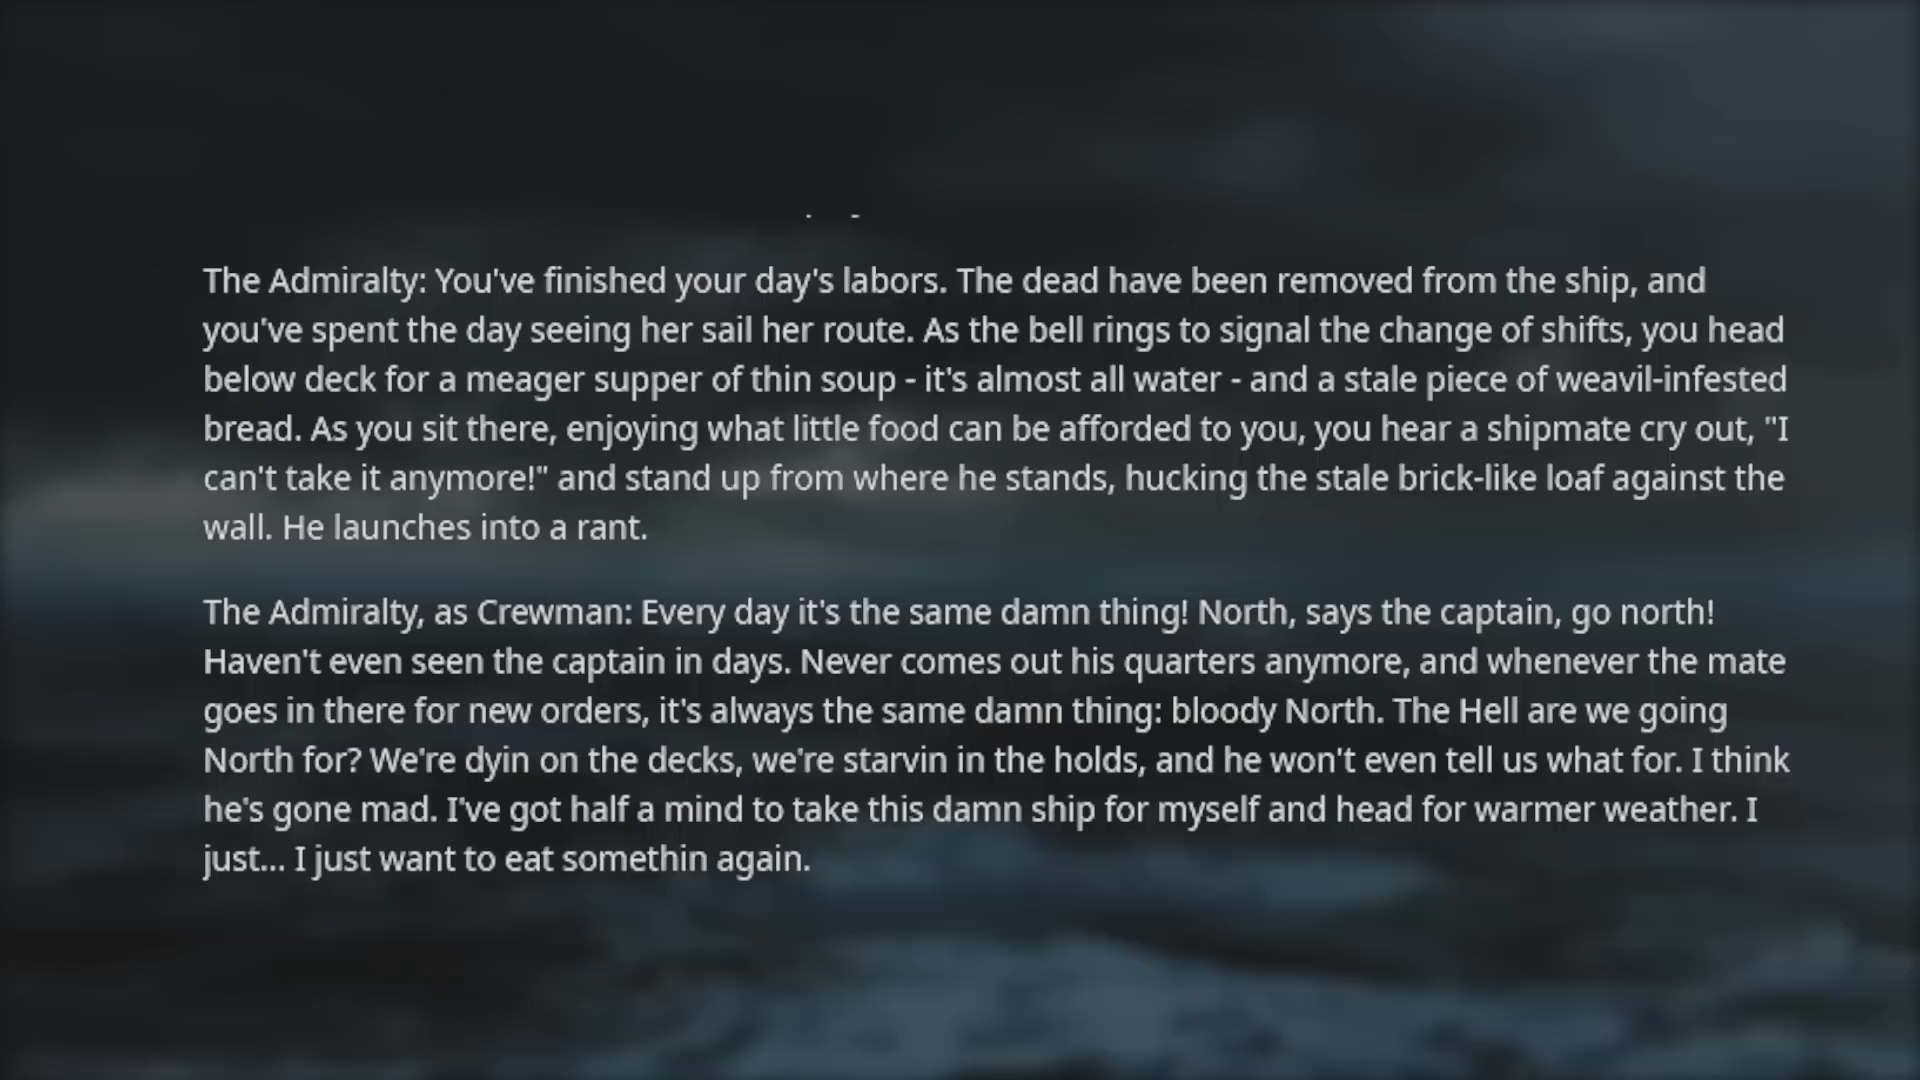 The Admiralty: You've finished your day's labors. The dead have been removed from the ship, and
you've spent the day seeing her sail her route. As the bell rings to signal the change of shifts, you head
below deck for a meager supper of thin soup - it's almost all water - and a stale piece of weavil-infested
bread. As you sit there, enjoying what little food can be afforded to you, you hear a shipmate cry out, "I
can't take it anymore!" and stand up from where he stands, hucking the stale brick-like loaf against the
wall. He launches into a rant.
The Admiralty, as Crewman: Every day it's the same damn thing! North, says the captain, go north!
Haven't even seen the captain in days. Never comes out his quarters anymore, and whenever the mate
goes in there for new orders, it's always the same damn thing: bloody North. The Hell are we going
North for? We're dyin on the decks, we're starvin in the holds, and he won't even tell us what for. I think
he's gone mad. I've got half a mind to take this damn ship for myself and head for warmer weather. I
just... I just want to eat somethin again.